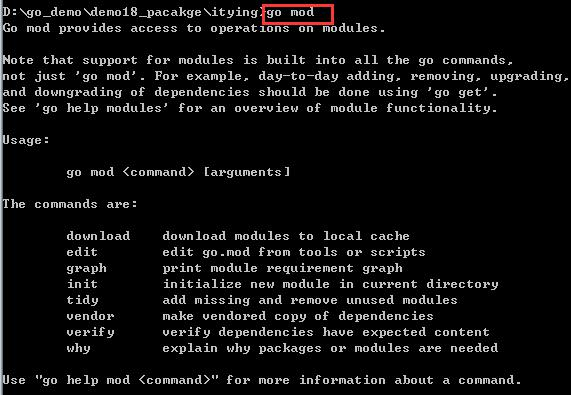 D:\go_demo\demo18_pacakge\itying>go mod
Go mod provides access to operations on modules.
Note that support for modules is built into all the go commands,
not just 'go mod'. For example, day-to-day adding, removing, upgrading,
and downgrading of dependencies should be done using 'go get'.
See 'go help modules' for an overview of module functionality.
Usage:
go mod <command> [arguments]
The commands are:
download    download modules to local cache
edit        edit go.mod from tools or scripts
graph       print module requirement graph
init        initialize new module in current directory
tidy        add missing and remove unused modules
vendor      make vendored copy of dependencies
verify      verify dependencies have expected content
why         explain why packages or modules are needed
Use "go help mod <command>" for more information about a command.